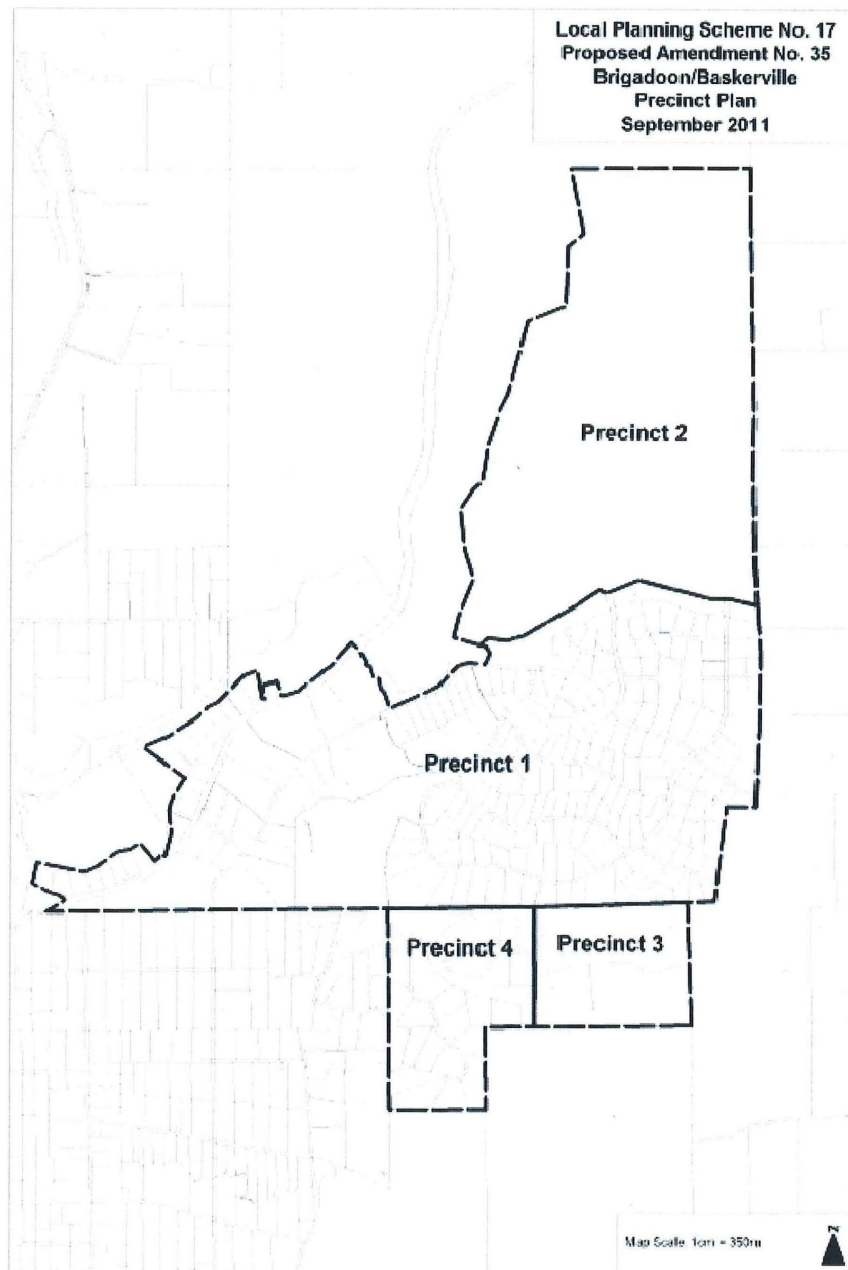 Local Planning Scheme No. 17
Proposed Amendment No. 35
Brigadoon/Baskerville
Precinct Plan
September 2011
Precinct 2
Precinct 1
Precinct 4
Precinct 3
Map Scale: 1cm = 350m
N